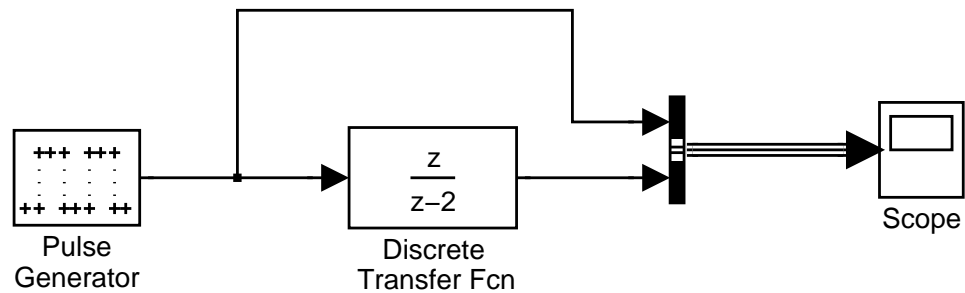 z
z−2
Pulse
Generator
Discrete
Transfer Fcn
Scope